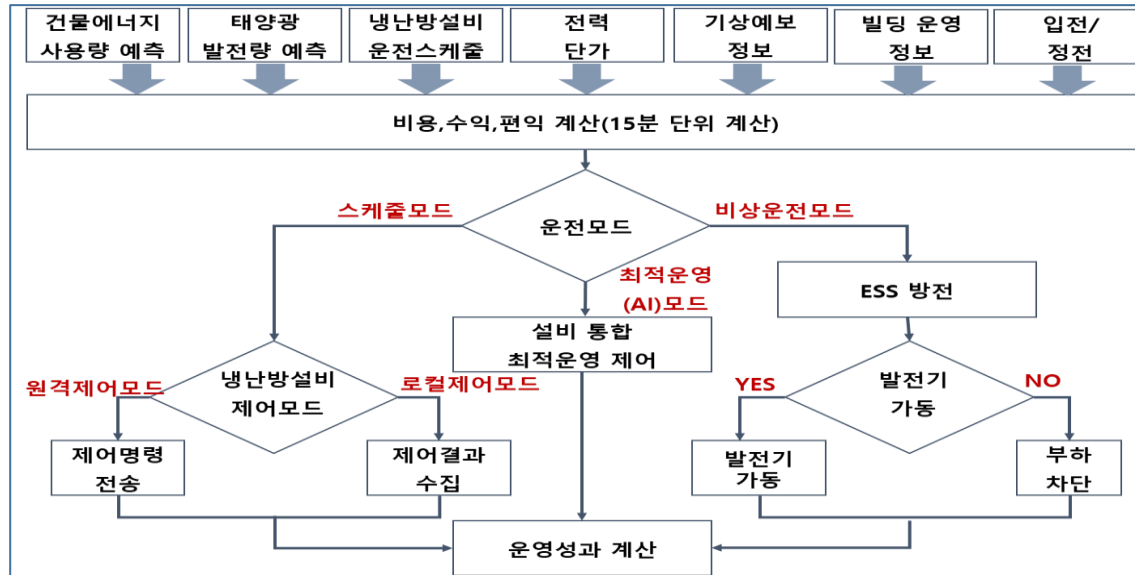 건물에너지
사용량 예측
태양광
발전량 예측
냉난방설비
운전스케줄
전력
단가
기상예보
정보
빌딩 운영
정보
입전/
정전
비용,수익,편익 계산(15분 단위 계산)
스케줄모드
운전모드
비상운전모드
최적운영
(AI)모드
ESS 방전
설비 통합
최적운영 제어
원격제어모드
냉난방설비
제어모드
로컬제어모드
YES
발전기
가동
NO
제어명령
전송
제어결과
수집
발전기
가동
부하
차단
운영성과 계산